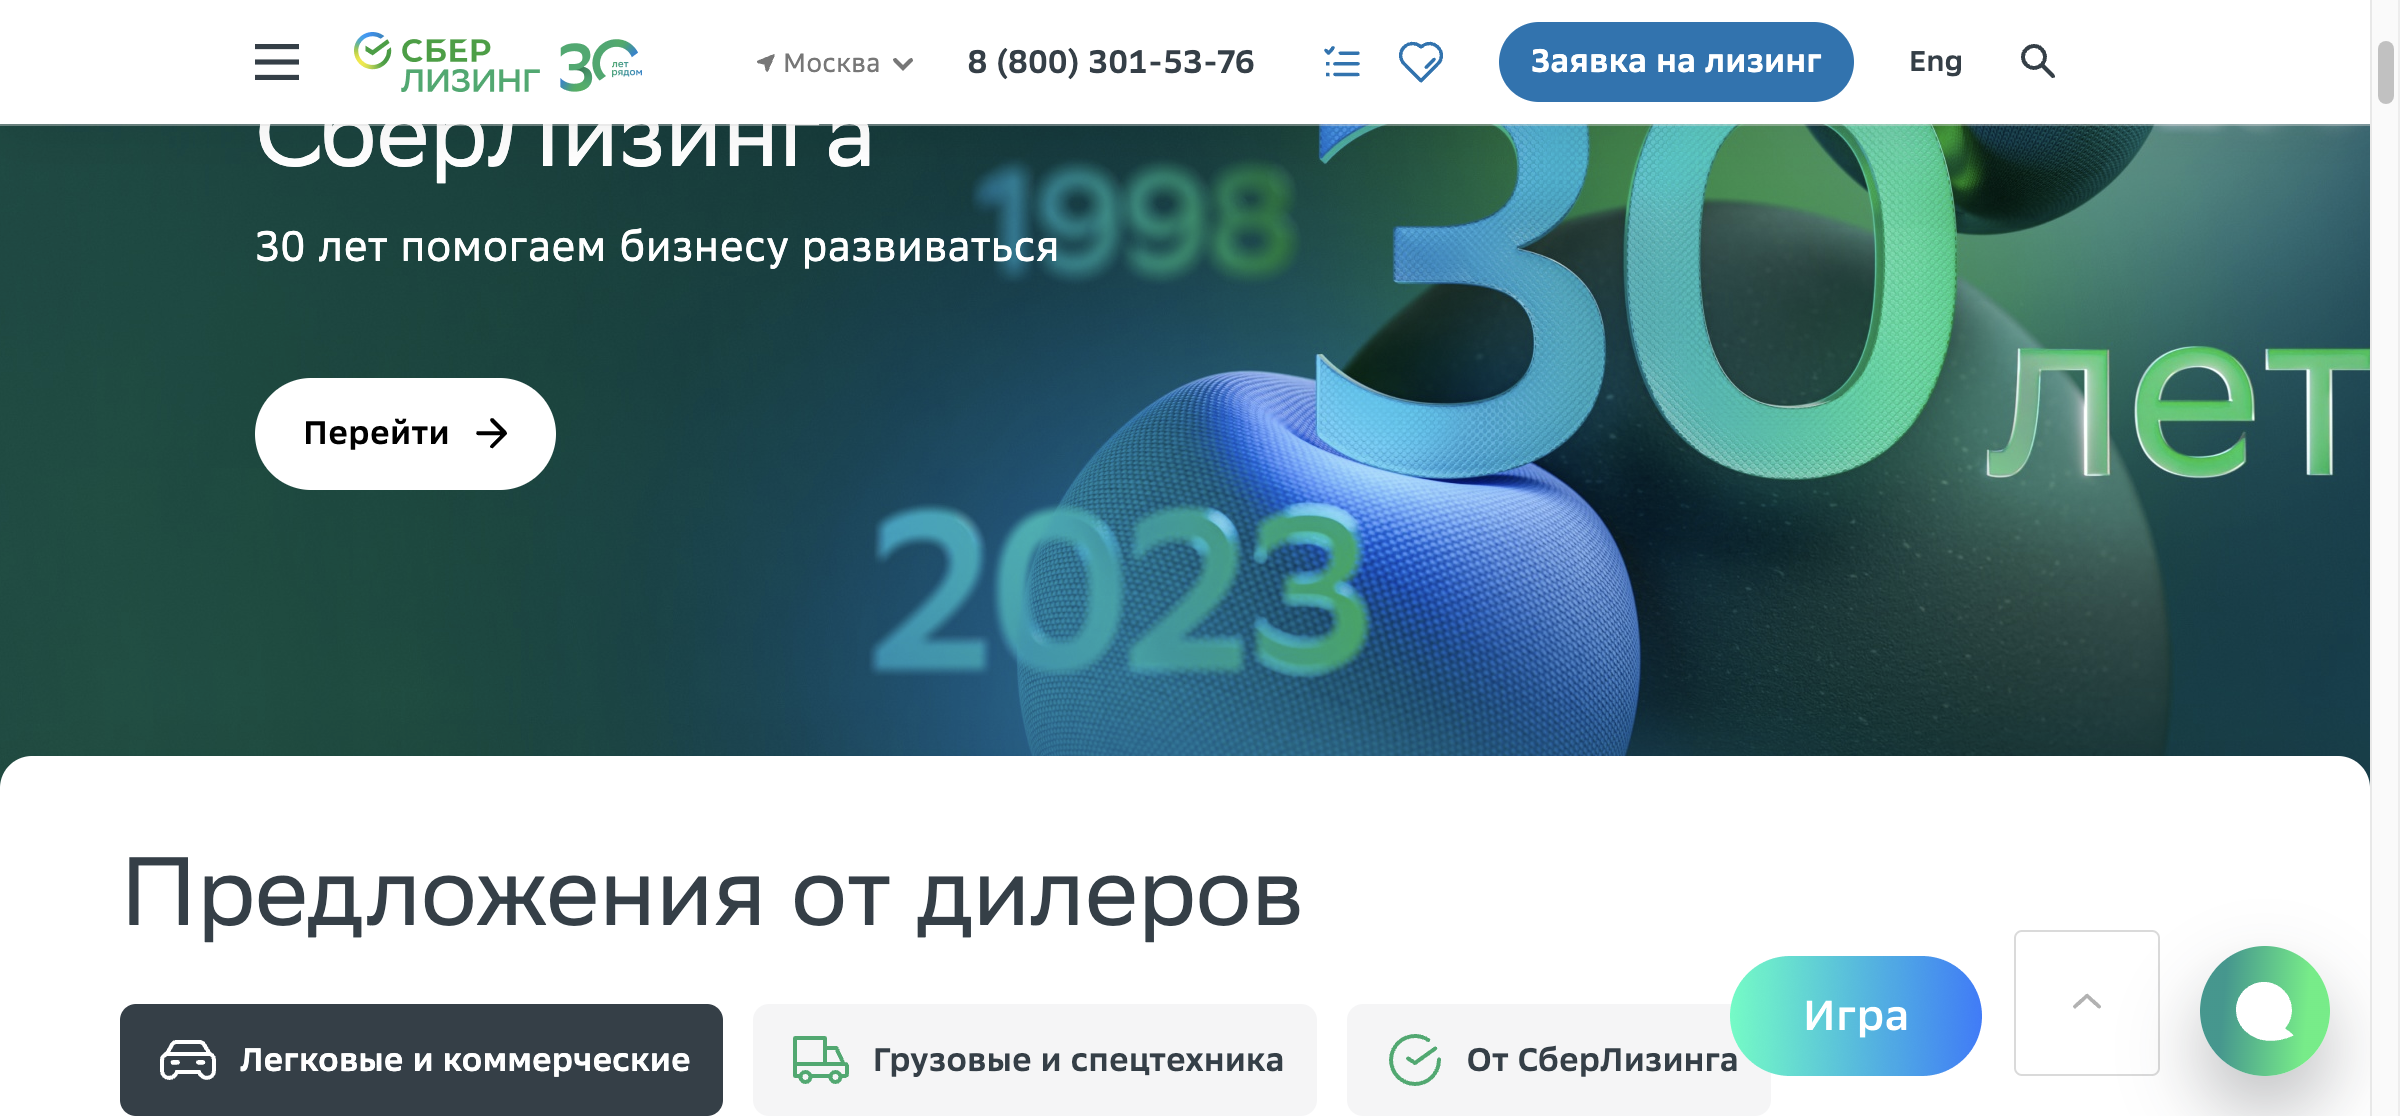 СБЕР
ЛИЗИНГ
30 лет рядом
Москва
8 (800) 301-53-76
Заявка на лизинг
Eng
СберЛизинга
30 лет помогаем бизнесу развиваться
1998
30 лет
Перейти
2023
Предложения от дилеров
Легковые и коммерческие
Грузовые и спецтехника
От СберЛизинга
Игра